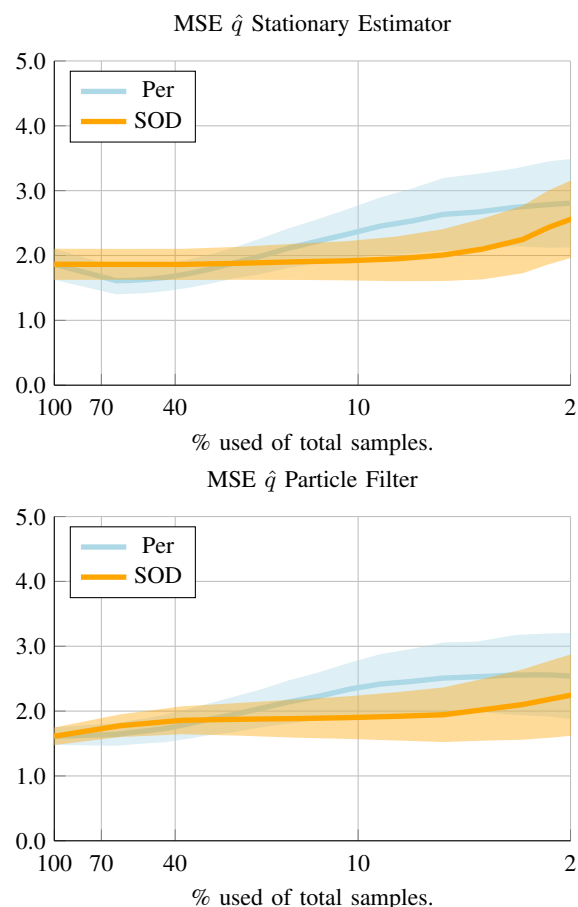 MSE q̂ Stationary Estimator
5.0
4.0
3.0
2.0
1.0
0.0
Per
SOD
100 70 40 10 2
% used of total samples.
MSE q̂ Particle Filter
5.0
4.0
3.0
2.0
1.0
0.0
Per
SOD
100 70 40 10 2
% used of total samples.